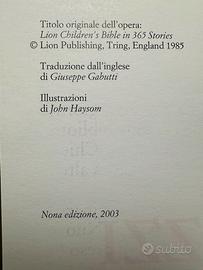 Titolo originale dell'opera:
Lion Children's Bible in 365 Stories
© Lion Publishing, Tring, England 1985
Traduzione dall'inglese
di Giuseppe Gabutti
Illustrazioni
di John Haysom
Nona edizione, 2003
subito